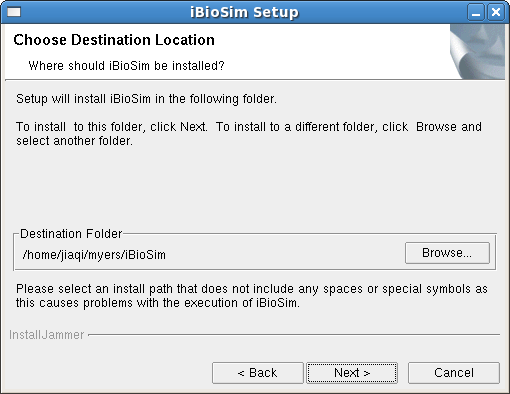 iBioSim Setup
Choose Destination Location
Where should iBioSim be installed?
Setup will install iBioSim in the following folder.
To install  to this folder, click Next.  To install to a different folder, click  Browse and
select another folder.
Destination Folder
/home/jiaqi/myers/iBioSim
Browse...
Please select an install path that does not include any spaces or special symbols as
this causes problems with the execution of iBioSim.
InstallJammer
< Back
Next >
Cancel